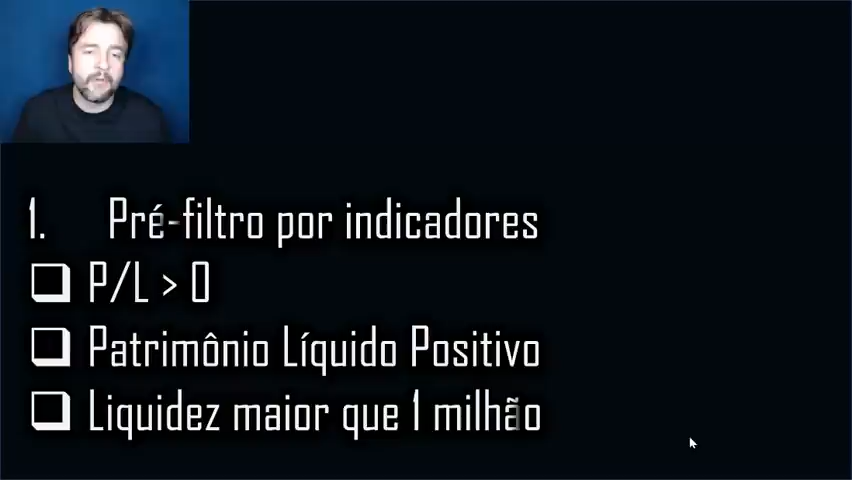 1. Pré-filtro por indicadores
P/L > 0
Patrimônio Líquido Positivo
Liquidez maior que 1 milhão